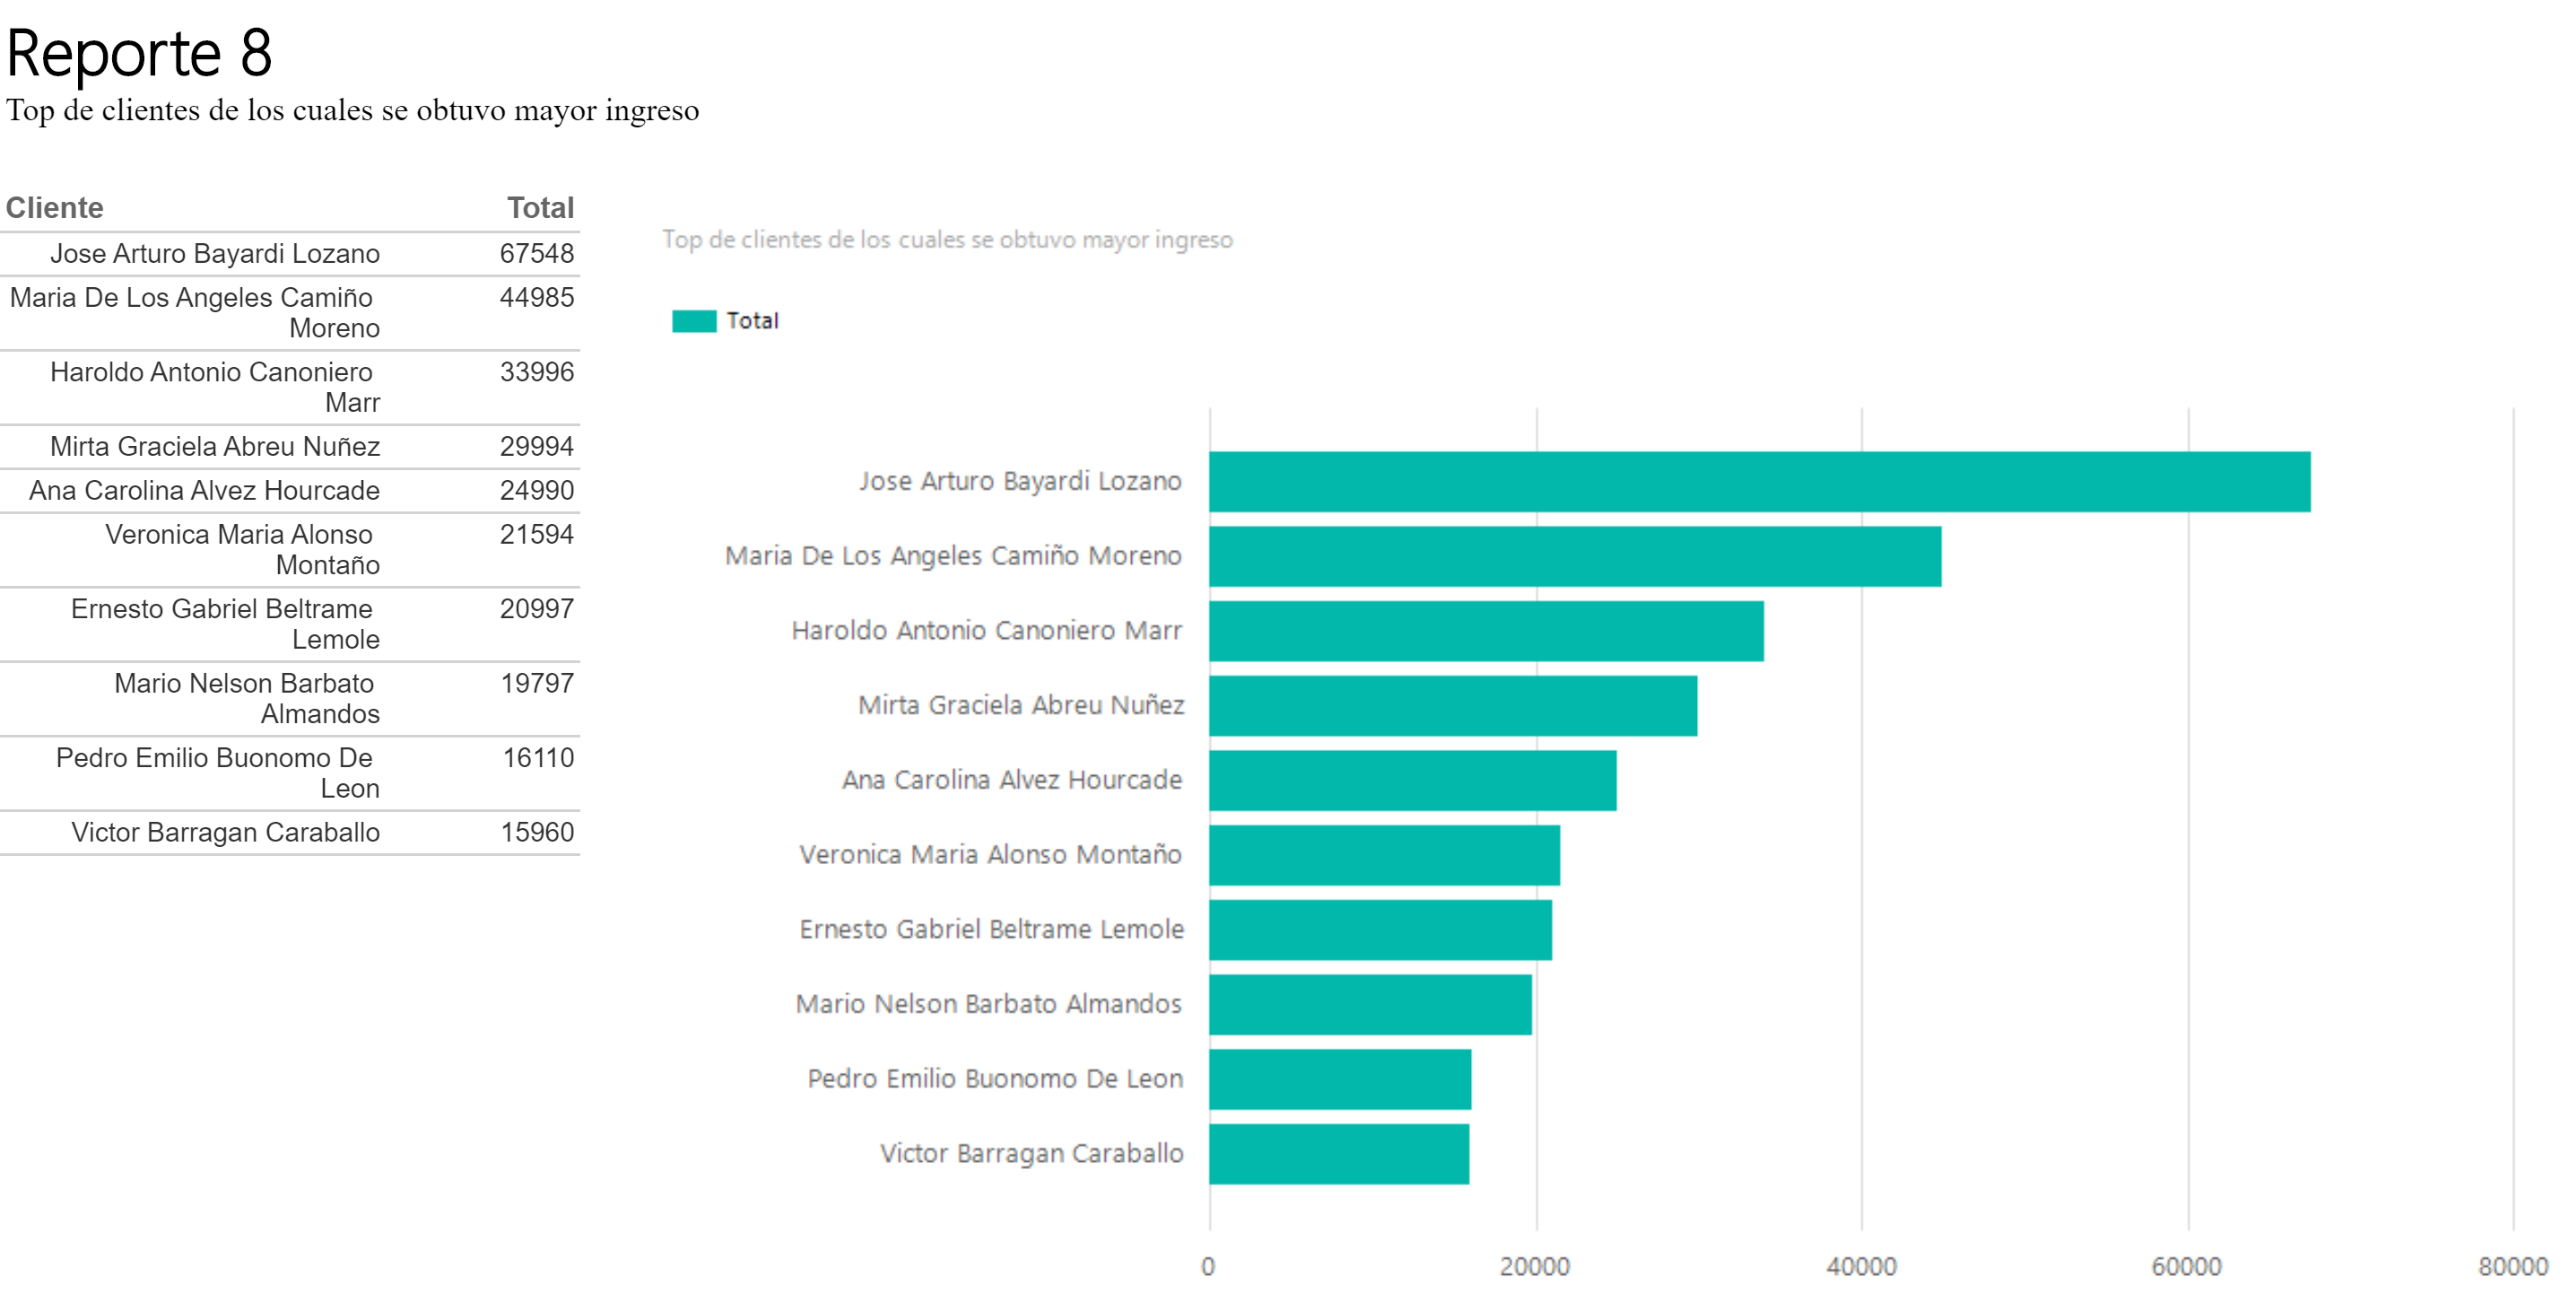 Reporte 8
Top de clientes de los cuales se obtuvo mayor ingreso
Cliente Total
Jose Arturo Bayardi Lozano 67548
Maria De Los Angeles Camiño 44985
Moreno
Haroldo Antonio Canoniero 33996
Marr
Mirta Graciela Abreu Nuñez 29994
Ana Carolina Alvez Hourcade 24990
Veronica Maria Alonso 21594
Montaño
Ernesto Gabriel Beltrame 20997
Lemole
Mario Nelson Barbato 19797
Almandos
Pedro Emilio Buonomo De 16110
Leon
Victor Barragan Caraballo 15960
Top de clientes de los cuales se obtuvo mayor ingreso
Total
Jose Arturo Bayardi Lozano
Maria De Los Angeles Camiño Moreno
Haroldo Antonio Canoniero Marr
Mirta Graciela Abreu Nuñez
Ana Carolina Alvez Hourcade
Veronica Maria Alonso Montaño
Ernesto Gabriel Beltrame Lemole
Mario Nelson Barbato Almandos
Pedro Emilio Buonomo De Leon
Victor Barragan Caraballo
0 20000 40000 60000 80000